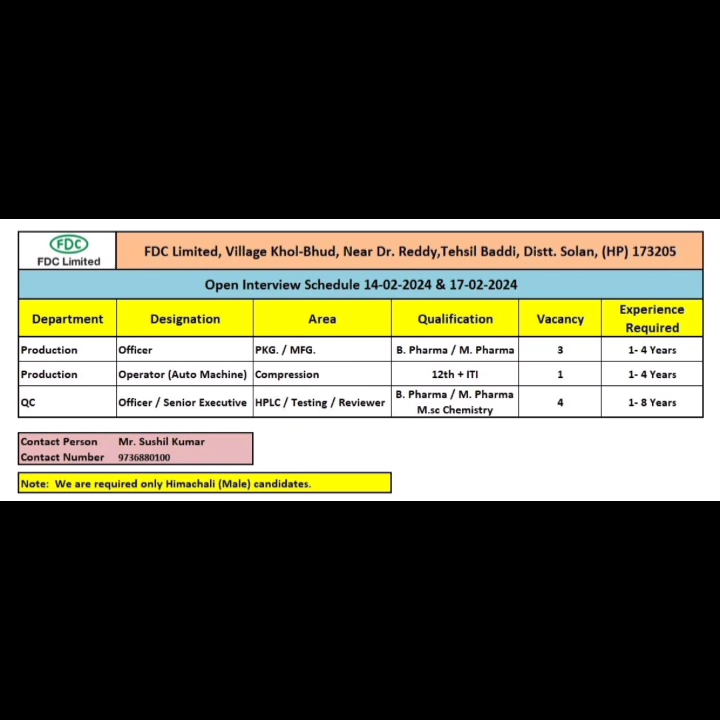 FDC
FDC Limited
FDC Limited, Village Khol-Bhud, Near Dr. Reddy,Tehsil Baddi, Distt. Solan, (HP) 173205
Open Interview Schedule 14-02-2024 & 17-02-2024
Department Designation Area Qualification Vacancy Experience Required
Production Officer PKG. / MFG. B. Pharma / M. Pharma 3 1- 4 Years
Production Operator (Auto Machine) Compression 12th + ITI 1 1- 4 Years
QC Officer / Senior Executive HPLC / Testing / Reviewer B. Pharma / M. Pharma M.sc Chemistry 4 1- 8 Years
Contact Person Mr. Sushil Kumar
Contact Number 9736880100
Note: We are required only Himachali (Male) candidates.